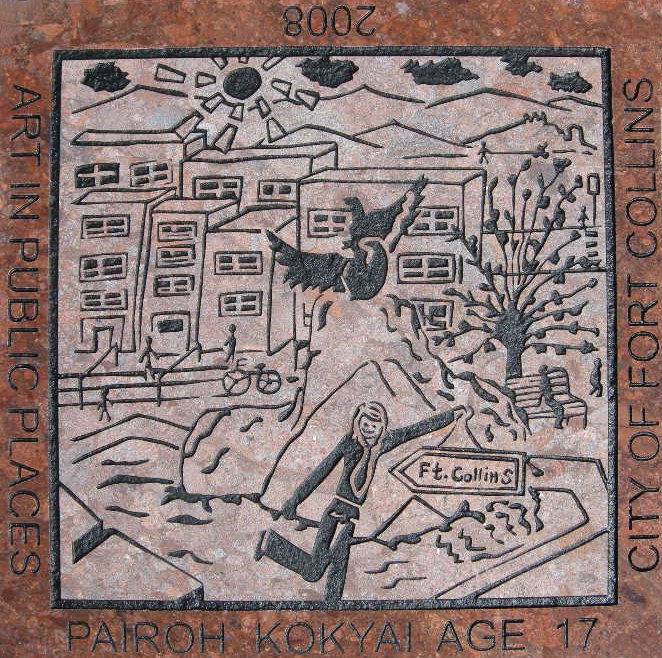 2008
ART IN PUBLIC PLACES
CITY OF FORT COLLINS
Ft. Collins
PAIROH KOKYAI AGE 17